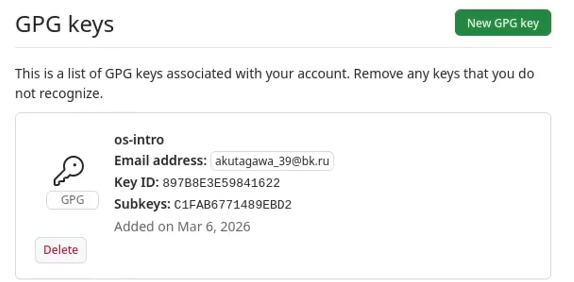 GPG keys
New GPG key
This is a list of GPG keys associated with your account. Remove any keys that you do
not recognize.
os-intro
Email address: akutagawa_39@bk.ru
Key ID: 897B8E3E59841622
GPG
Subkeys: C1FAB6771489EBD2
Added on Mar 6, 2026
Delete